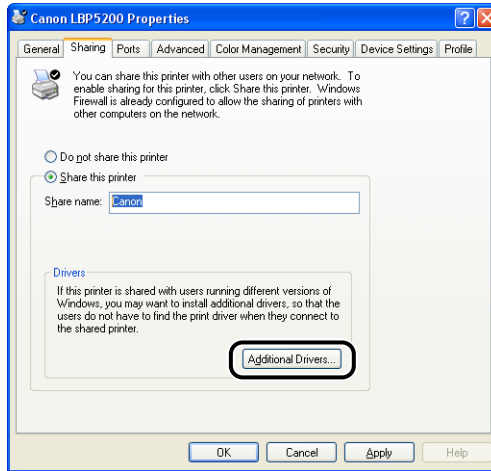 Canon LBP5200 Properties
General Sharing Ports Advanced Color Management Security Device Settings Profile
You can share this printer with other users on your network. To
enable sharing for this printer, click Share this printer. Windows
Firewall is already configured to allow the sharing of printers with
other computers on the network.
Do not share this printer
Share this printer
Share name: Canon
Drivers
If this printer is shared with users running different versions of
Windows, you may want to install additional drivers, so that the
users do not have to find the print driver when they connect to
the shared printer.
Additional Drivers...
OK Cancel Apply Help